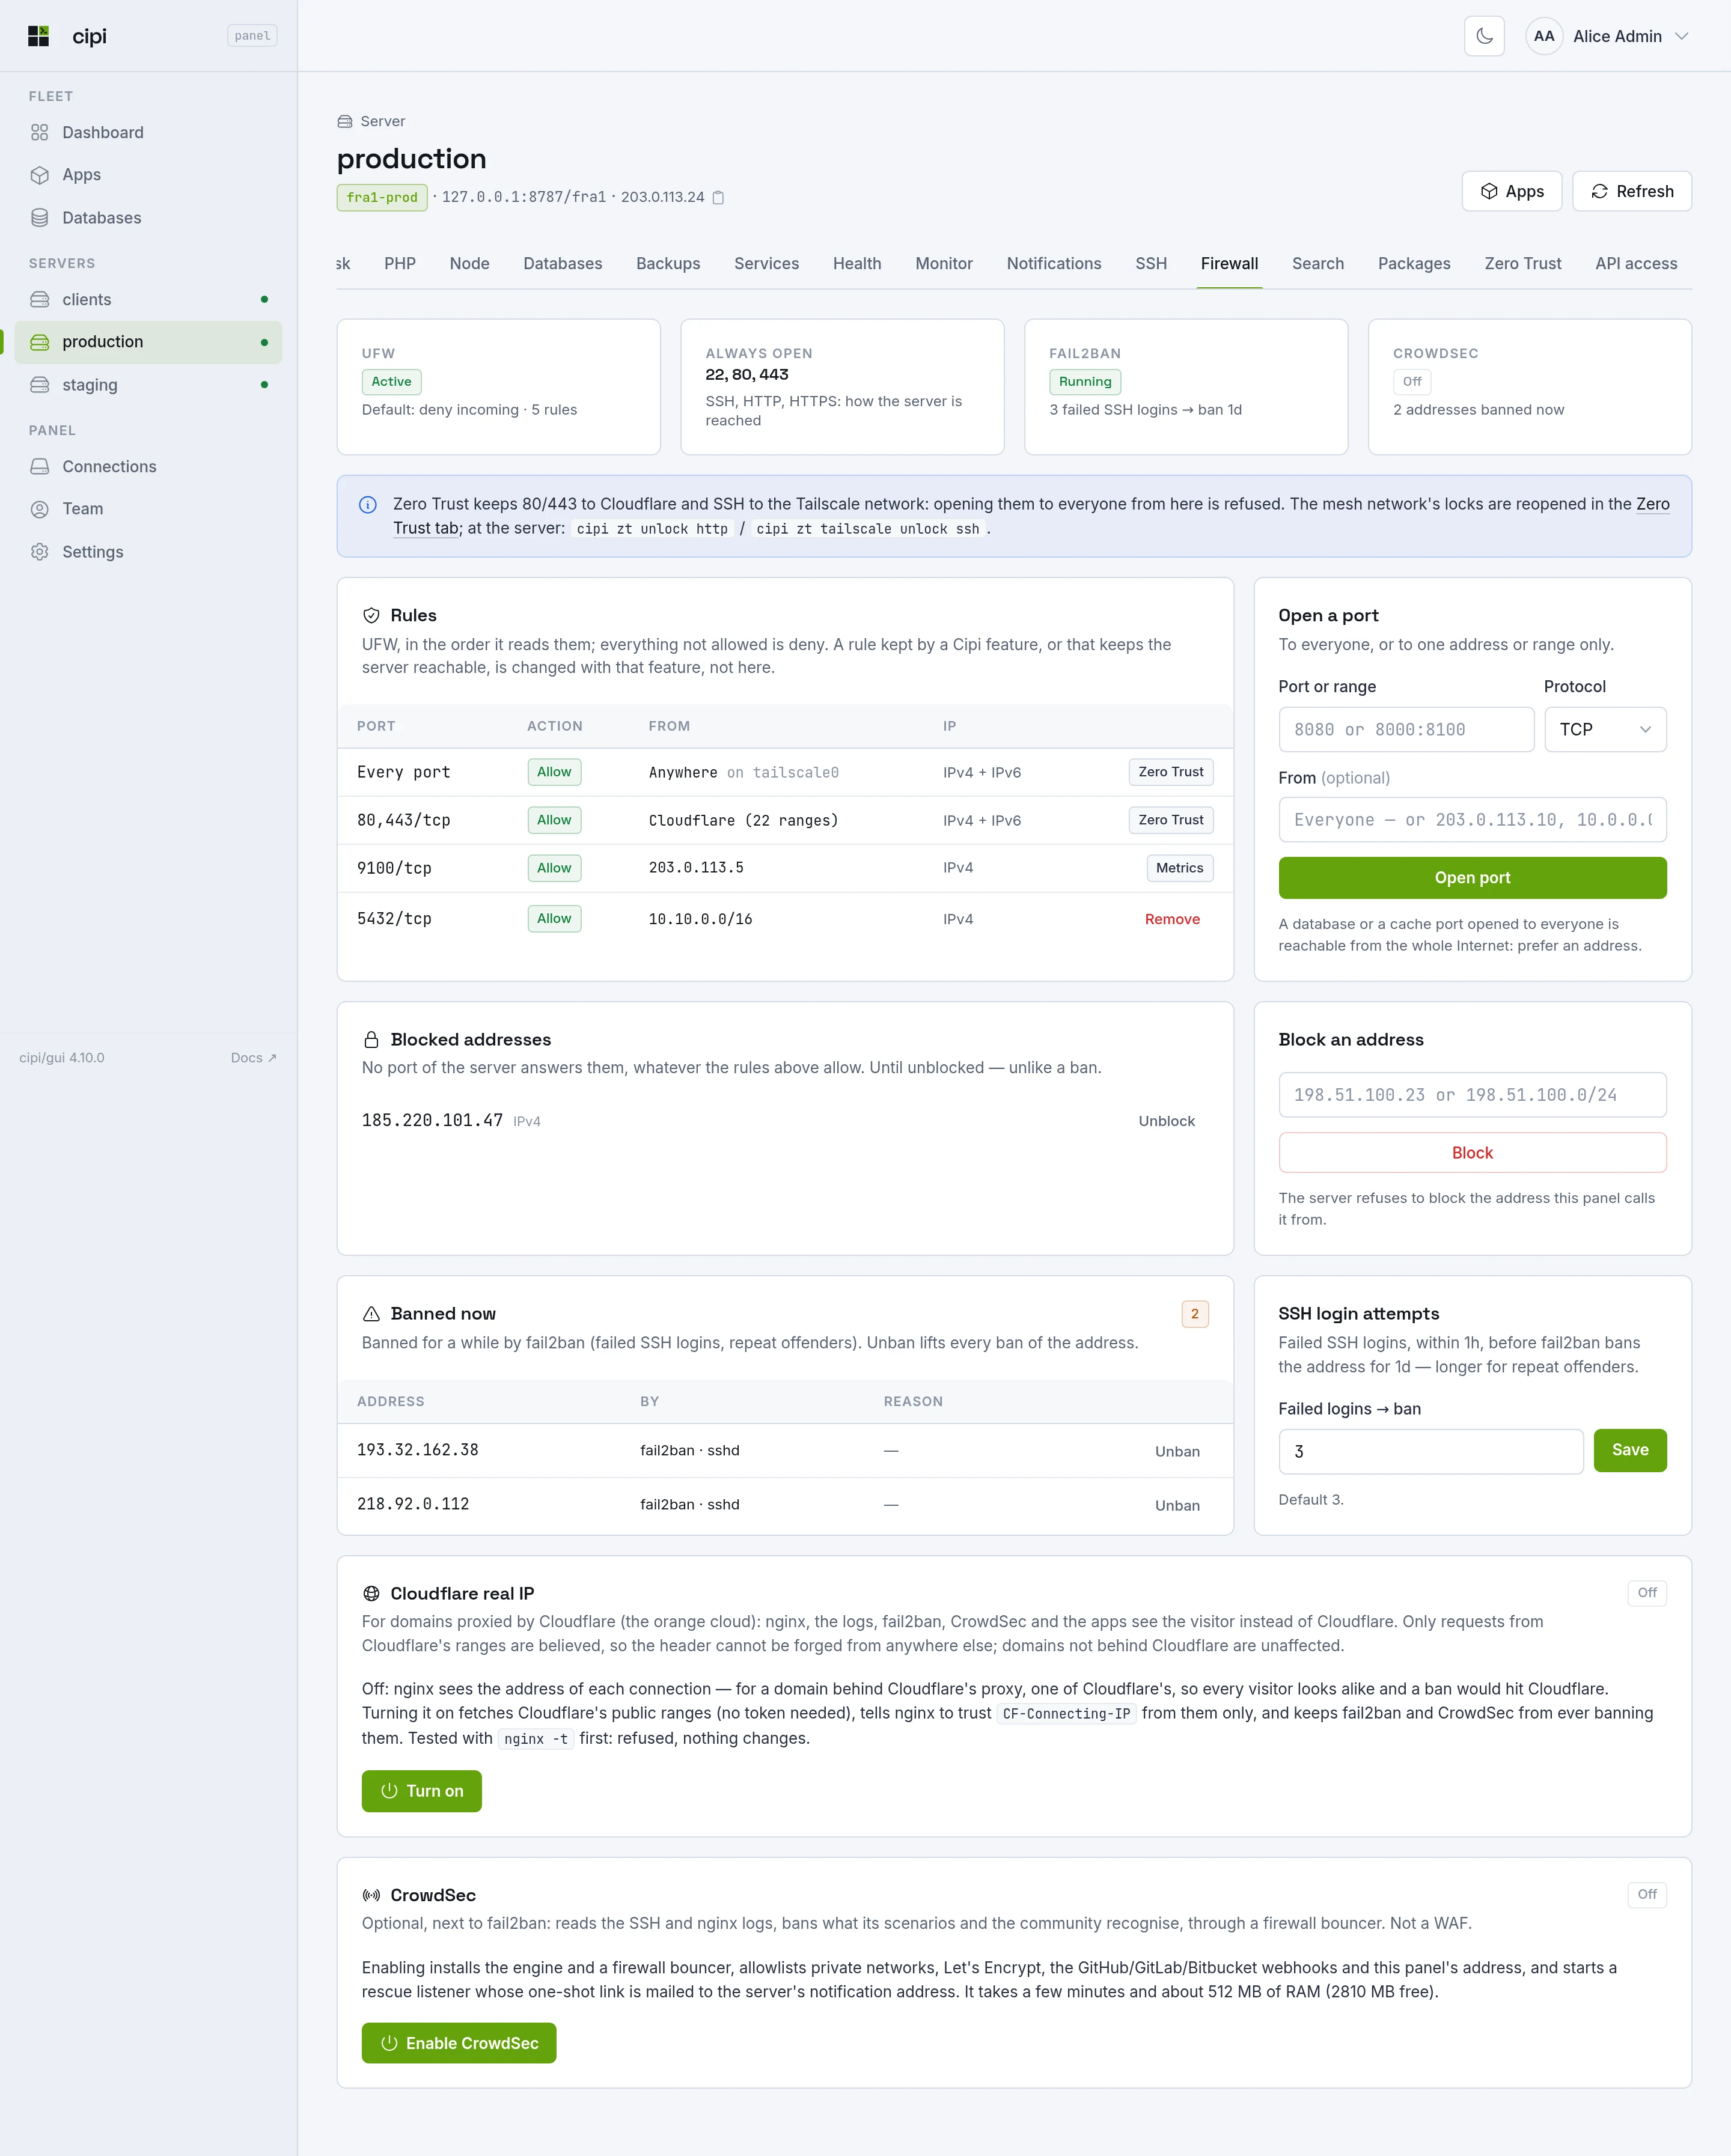 cipi
panel
AA
Alice Admin
FLEET
Dashboard
Apps
Databases
SERVERS
clients
production
staging
PANEL
Connections
Team
Settings
cipi/gui 4.10.0
Docs ↗
Server
production
fra1-prod · 127.0.0.1:8787/fra1 · 203.0.113.24
Apps
Refresh
sk
PHP
Node
Databases
Backups
Services
Health
Monitor
Notifications
SSH
Firewall
Search
Packages
Zero Trust
API access
UFW
Active
Default: deny incoming · 5 rules
ALWAYS OPEN
22, 80, 443
SSH, HTTP, HTTPS: how the server is
reached
FAIL2BAN
Running
3 failed SSH logins → ban 1d
CROWDSEC
Off
2 addresses banned now
Zero Trust keeps 80/443 to Cloudflare and SSH to the Tailscale network: opening them to everyone from here is refused. The mesh network's locks are reopened in the Zero
Trust tab; at the server: cipi zt unlock http / cipi zt tailscale unlock ssh .
Rules
UFW, in the order it reads them; everything not allowed is deny. A rule kept by a Cipi feature, or that keeps the
server reachable, is changed with that feature, not here.
PORT ACTION FROM IP
Every port Allow Anywhere on tailscale0 IPv4 + IPv6 Zero Trust
80,443/tcp Allow Cloudflare (22 ranges) IPv4 + IPv6 Zero Trust
9100/tcp Allow 203.0.113.5 IPv4 Metrics
5432/tcp Allow 10.10.0.0/16 IPv4 Remove
Open a port
To everyone, or to one address or range only.
Port or range
Protocol
8080 or 8000:8100
TCP
From (optional)
Everyone — or 203.0.113.10, 10.0.0.0
Open port
A database or a cache port opened to everyone is
reachable from the whole Internet: prefer an address.
Blocked addresses
No port of the server answers them, whatever the rules above allow. Until unblocked — unlike a ban.
185.220.101.47 IPv4 Unblock
Block an address
198.51.100.23 or 198.51.100.0/24
Block
The server refuses to block the address this panel calls
it from.
Banned now
2
Banned for a while by fail2ban (failed SSH logins, repeat offenders). Unban lifts every ban of the address.
ADDRESS BY REASON
193.32.162.38 fail2ban · sshd — Unban
218.92.0.112 fail2ban · sshd — Unban
SSH login attempts
Failed SSH logins, within 1h, before fail2ban bans
the address for 1d — longer for repeat offenders.
Failed logins → ban
3
Save
Default 3.
Cloudflare real IP
Off
For domains proxied by Cloudflare (the orange cloud): nginx, the logs, fail2ban, CrowdSec and the apps see the visitor instead of Cloudflare. Only requests from
Cloudflare's ranges are believed, so the header cannot be forged from anywhere else; domains not behind Cloudflare are unaffected.
Off: nginx sees the address of each connection — for a domain behind Cloudflare's proxy, one of Cloudflare's, so every visitor looks alike and a ban would hit Cloudflare.
Turning it on fetches Cloudflare's public ranges (no token needed), tells nginx to trust CF-Connecting-IP from them only, and keeps fail2ban and CrowdSec from ever banning
them. Tested with nginx -t first: refused, nothing changes.
Turn on
CrowdSec
Off
Optional, next to fail2ban: reads the SSH and nginx logs, bans what its scenarios and the community recognise, through a firewall bouncer. Not a WAF.
Enabling installs the engine and a firewall bouncer, allowlists private networks, Let's Encrypt, the GitHub/GitLab/Bitbucket webhooks and this panel's address, and starts a
rescue listener whose one-shot link is mailed to the server's notification address. It takes a few minutes and about 512 MB of RAM (2810 MB free).
Enable CrowdSec